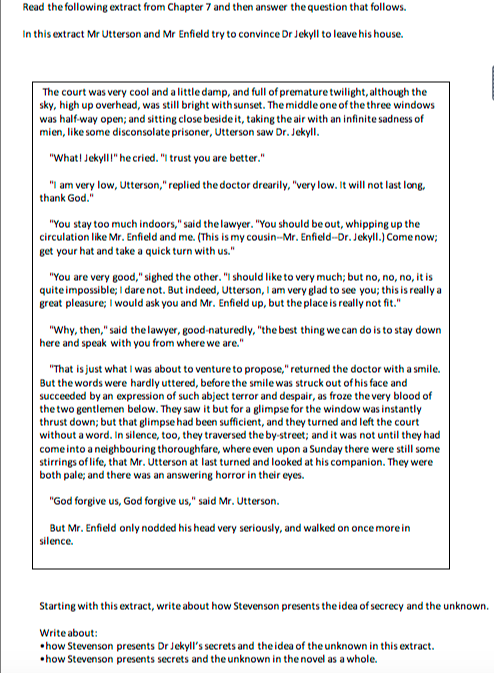 Read the following extract from Chapter 7 and then answer the question that follows.
In this extract Mr Utterson and Mr Enfield try to convince Dr Jekyll to leave his house.
The court was very cool and a little damp, and full of premature twilight, although the
sky, high up overhead, was still bright with sunset. The middle one of the three windows
was half-way open; and sitting close beside it, taking the air with an infinite sadness of
mien, like some disconsolate prisoner, Utterson saw Dr. Jekyll.
"What! Jekyll!" he cried. "I trust you are better."
"I am very low, Utterson," replied the doctor drearily, "very low. It will not last long,
thank God."
"You stay too much indoors," said the lawyer. "You should be out, whipping up the
circulation like Mr. Enfield and me. (This is my cousin--Mr. Enfield--Dr. Jekyll.) Come now;
get your hat and take a quick turn with us."
"You are very good," sighed the other. "I should like to very much; but no, no, no, it is
quite impossible; I dare not. But indeed, Utterson, I am very glad to see you; this is really a
great pleasure; I would ask you and Mr. Enfield up, but the place is really not fit."
"Why, then," said the lawyer, good-naturedly, "the best thing we can do is to stay down
here and speak with you from where we are."
"That is just what I was about to venture to propose," returned the doctor with a smile.
But the words were hardly uttered, before the smile was struck out of his face and
succeeded by an expression of such abject terror and despair, as froze the very blood of
the two gentlemen below. They saw it but for a glimpse for the window was instantly
thrust down; but that glimpse had been sufficient, and they turned and left the court
without a word. In silence, too, they traversed the by-street; and it was not until they had
come into a neighbouring thoroughfare, where even upon a Sunday there were still some
stirrings of life, that Mr. Utterson at last turned and looked at his companion. They were
both pale; and there was an answering horror in their eyes.
"God forgive us, God forgive us," said Mr. Utterson.
But Mr. Enfield only nodded his head very seriously, and walked on once more in
silence.
Starting with this extract, write about how Stevenson presents the idea of secrecy and the unknown.
Write about:
•how Stevenson presents Dr Jekyll's secrets and the idea of the unknown in this extract.
•how Stevenson presents secrets and the unknown in the novel as a whole.